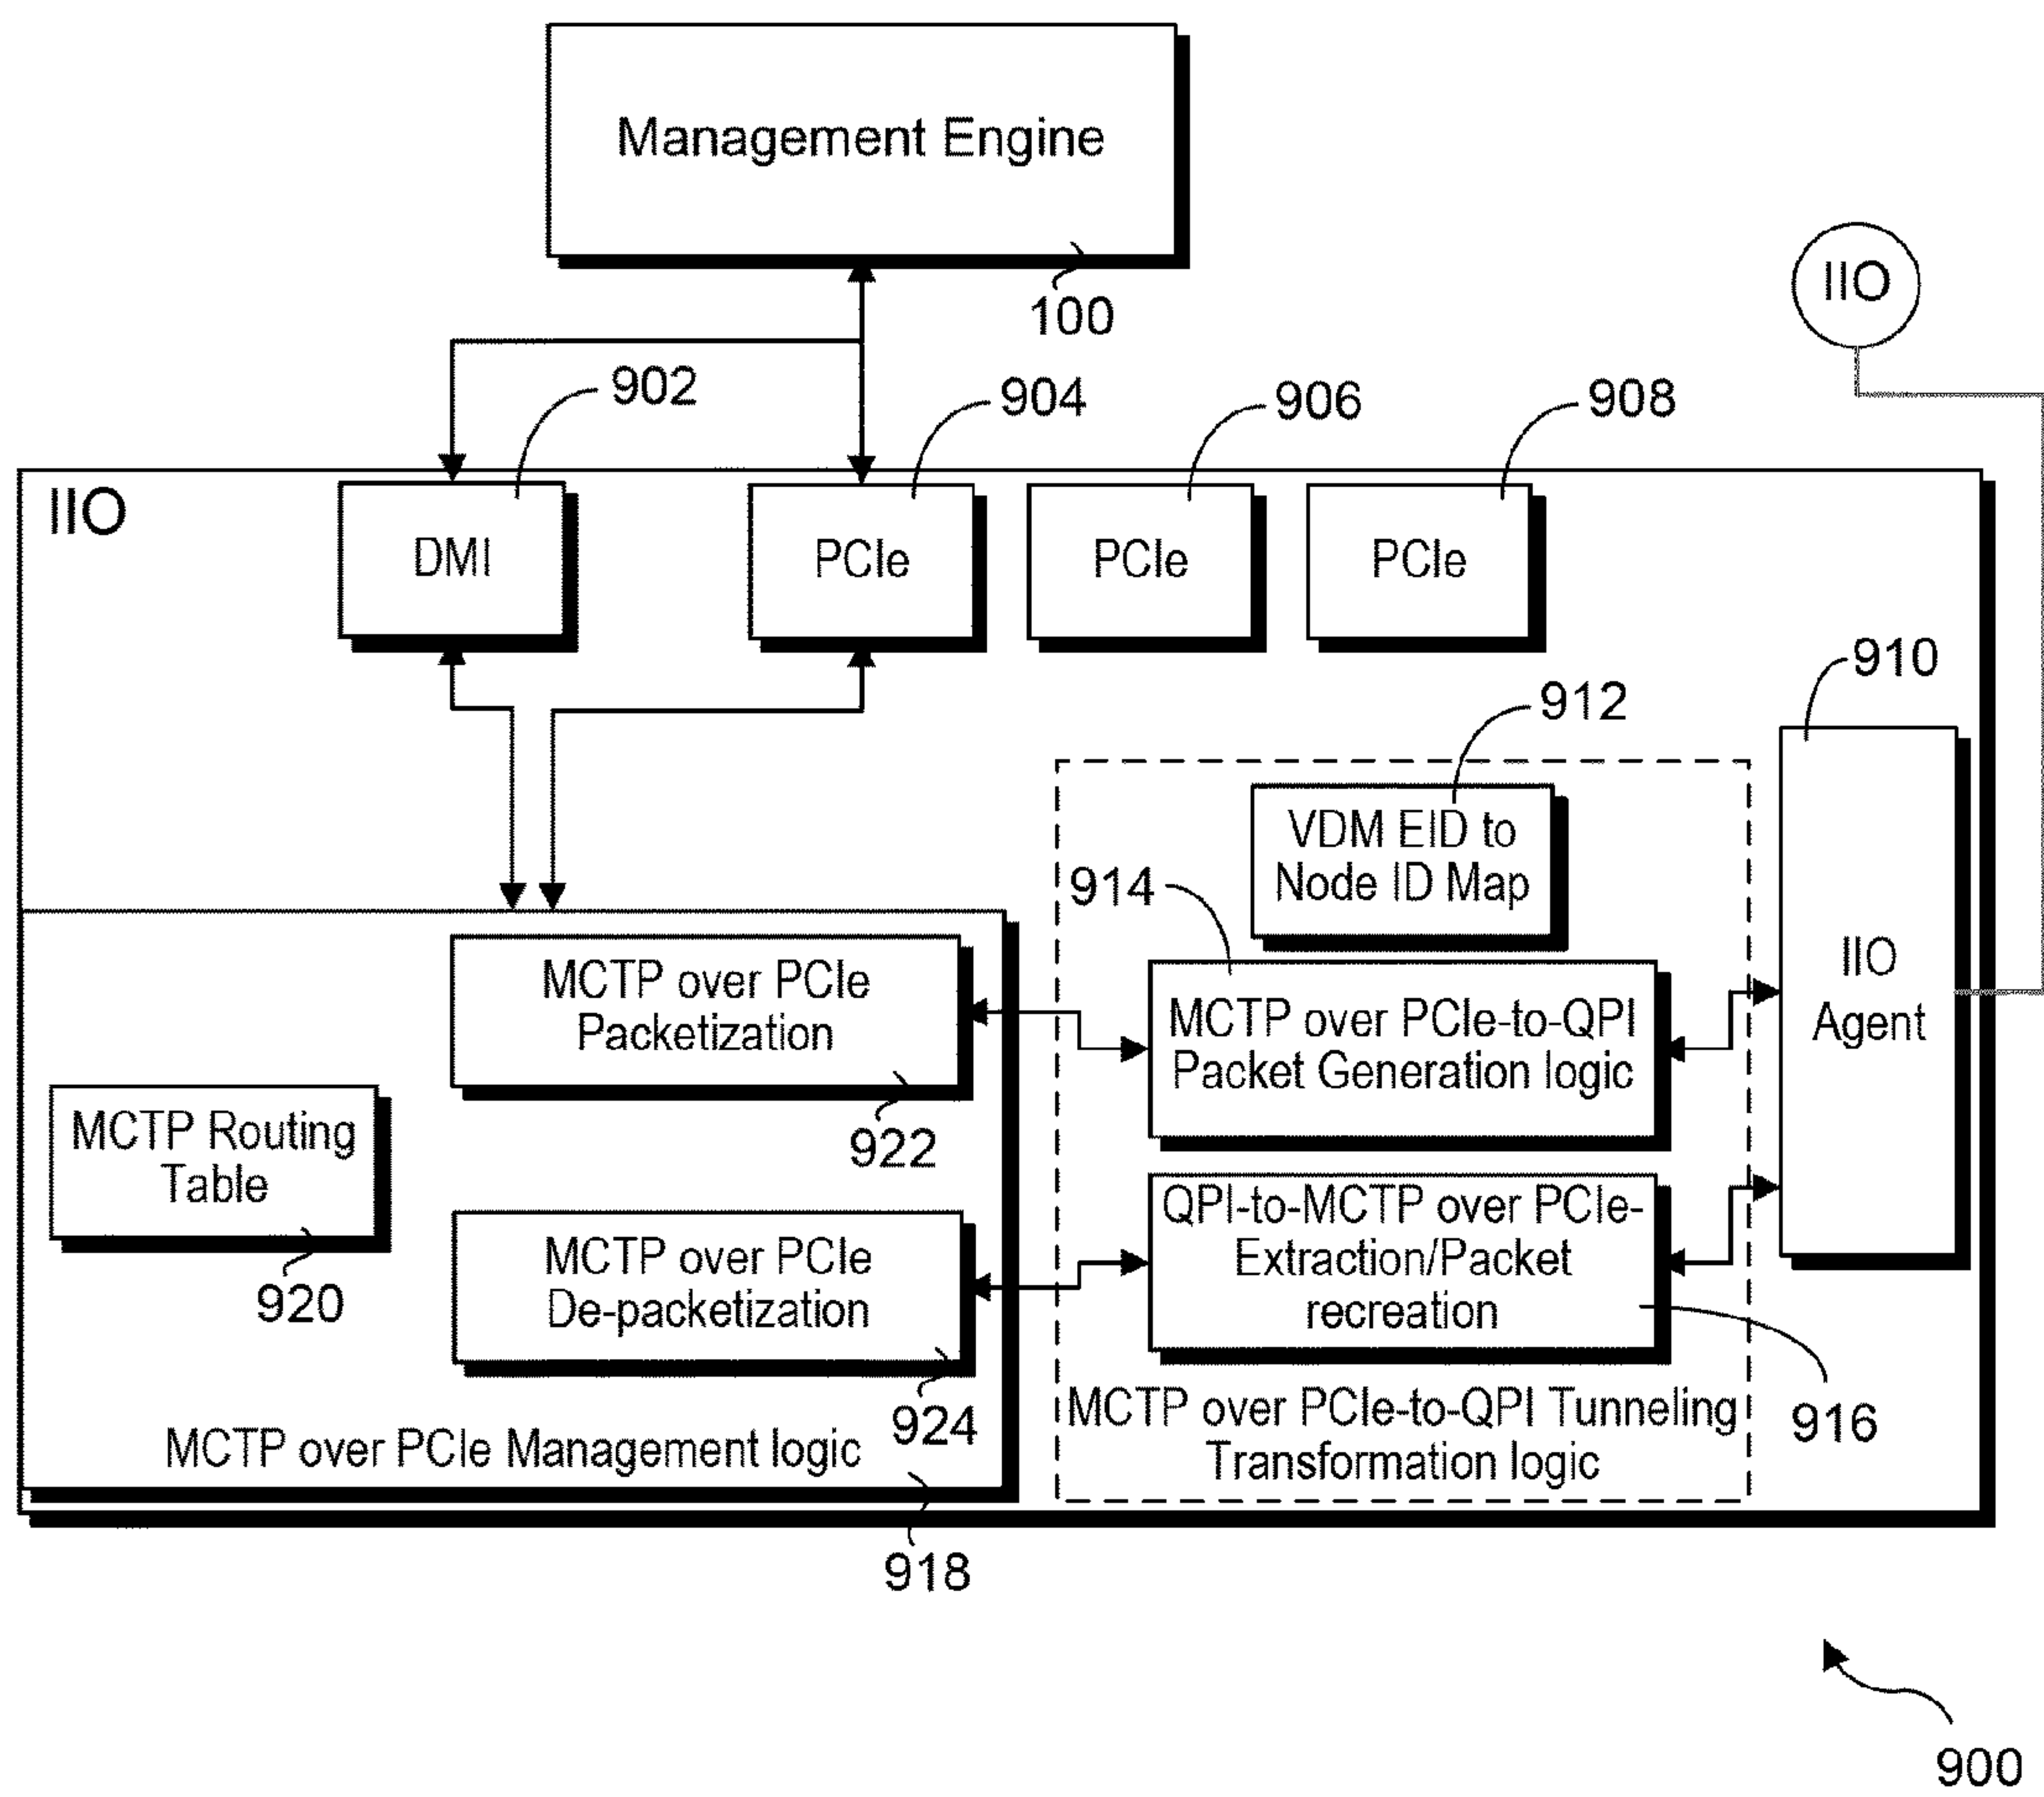 Management Engine
100
IIO
902
904
906
908
IIO
DMI
PCIe
PCIe
PCIe
910
912
VDM EID to
Node ID Map
914
IIO
Agent
MCTP over PCIe
Packetization
922
MCTP over PCIe-to-QPI
Packet Generation logic
MCTP Routing
Table
920
MCTP over PCIe
De-packetization
924
QPI-to-MCTP over PCIe-
Extraction/Packet
recreation
916
MCTP over PCIe Management logic
918
MCTP over PCIe-to-QPI Tunneling
Transformation logic
900